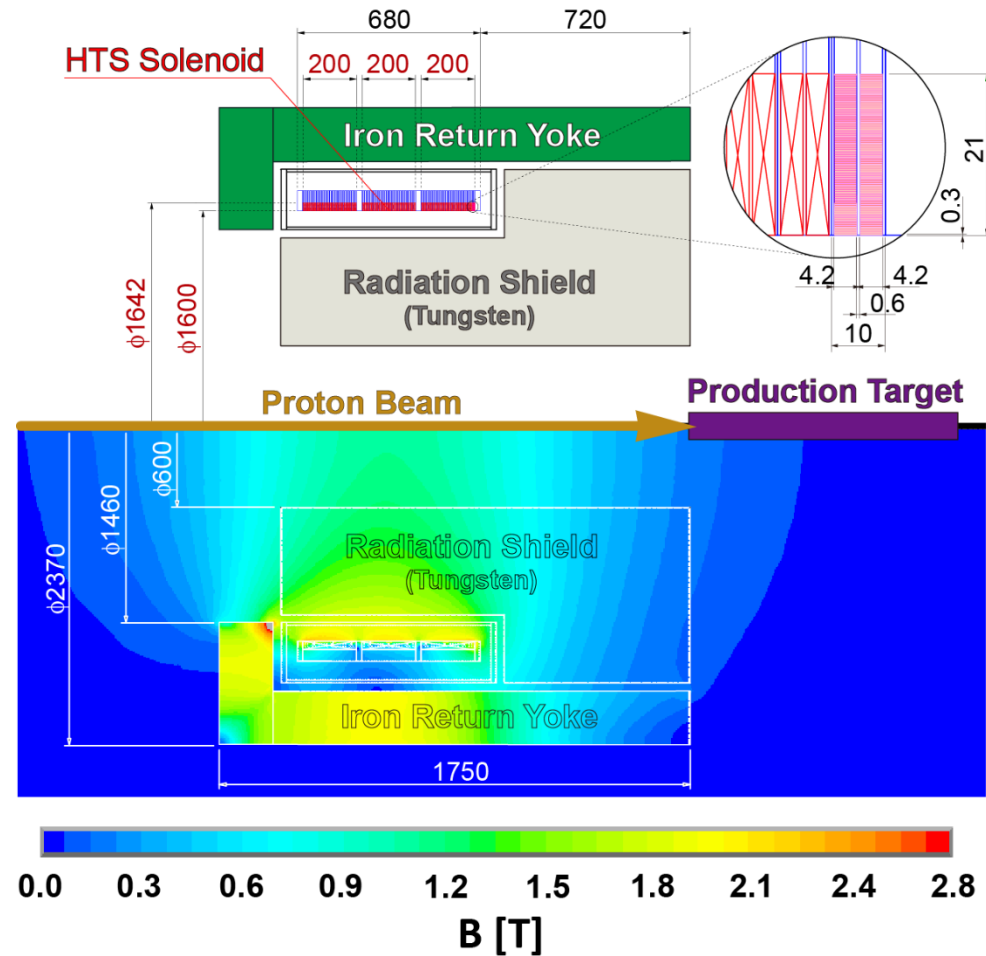 680
720
HTS Solenoid
200 200 200
Iron Return Yoke
21
0.3
4.2
4.2
0.6
10
Radiation Shield
(Tungsten)
ϕ1642
ϕ1600
Proton Beam
Production Target
ϕ600
ϕ1460
ϕ2370
Radiation Shield
(Tungsten)
Iron Return Yoke
1750
0.0 0.3 0.6 0.9 1.2 1.5 1.8 2.1 2.4 2.8
B [T]